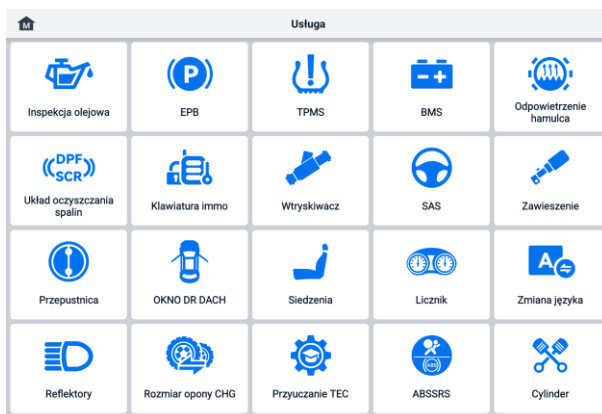 M
Usługa
Inspekcja olejowa
EPB
TPMS
BMS
Odpowietrzenie
hamulca
DPF
SCR
Układ oczyszczania
spalin
Klawiatura immo
Wtryskiwacz
SAS
Zawieszenie
Przepustnica
OKNO DR DACH
Siedzenia
Licznik
A
Zmiana języka
Reflektory
Rozmiar opony CHG
Przyuczanie TEC
ABS
ABSSRS
Cylinder